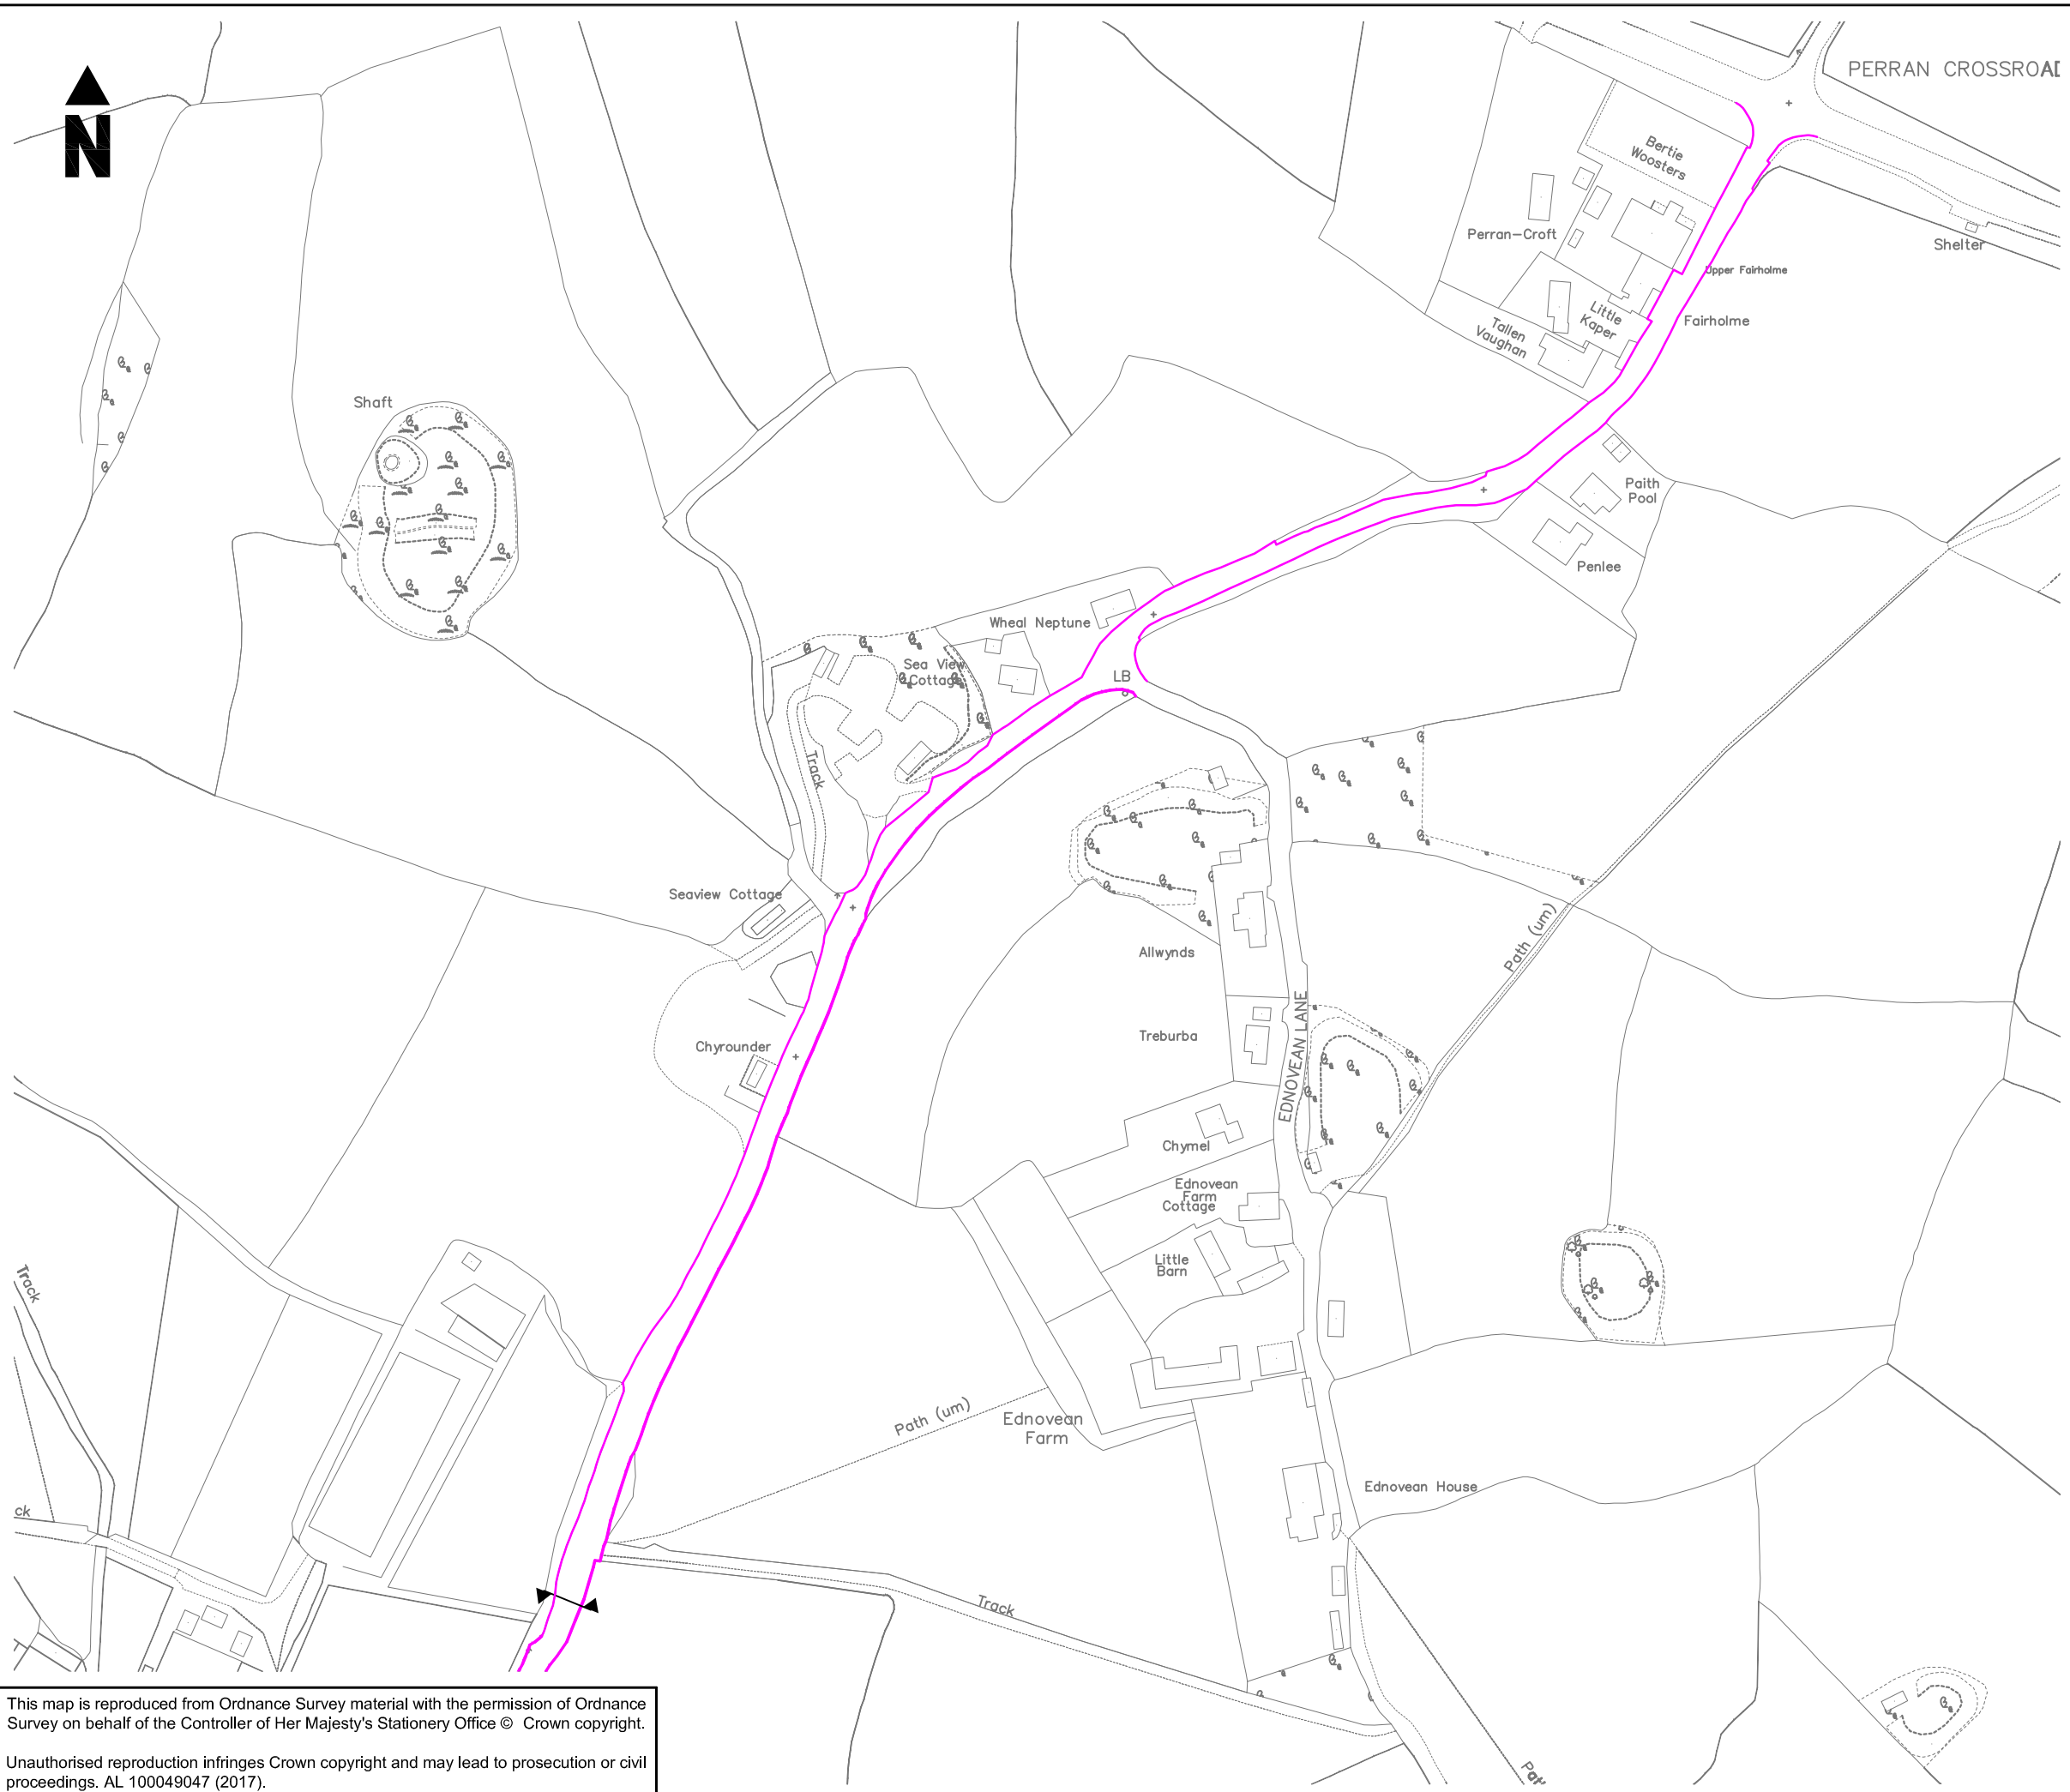 N
PERRAN CROSSROAD
Bertie
Woosters
Perran-Croft
Shelter
Upper Fairholme
Little
Kaper
Fairholme
Tallen
Vaughan
Shaft
Paith
Pool
Penlee
Wheal Neptune
Sea View
Cottage
LB
Track
Seaview Cottage
Path (um)
Allwynds
EDNOVEAN LANE
Treburba
Chyrounder
Chymel
Ednovean
Farm
Cottage
Little
Barn
Track
Path (um)
Ednovean
Farm
Ednovean House
ck
Track
Path
This map is reproduced from Ordnance Survey material with the permission of Ordnance
Survey on behalf of the Controller of Her Majesty's Stationery Office © Crown copyright.
Unauthorised reproduction infringes Crown copyright and may lead to prosecution or civil
proceedings. AL 100049047 (2017).